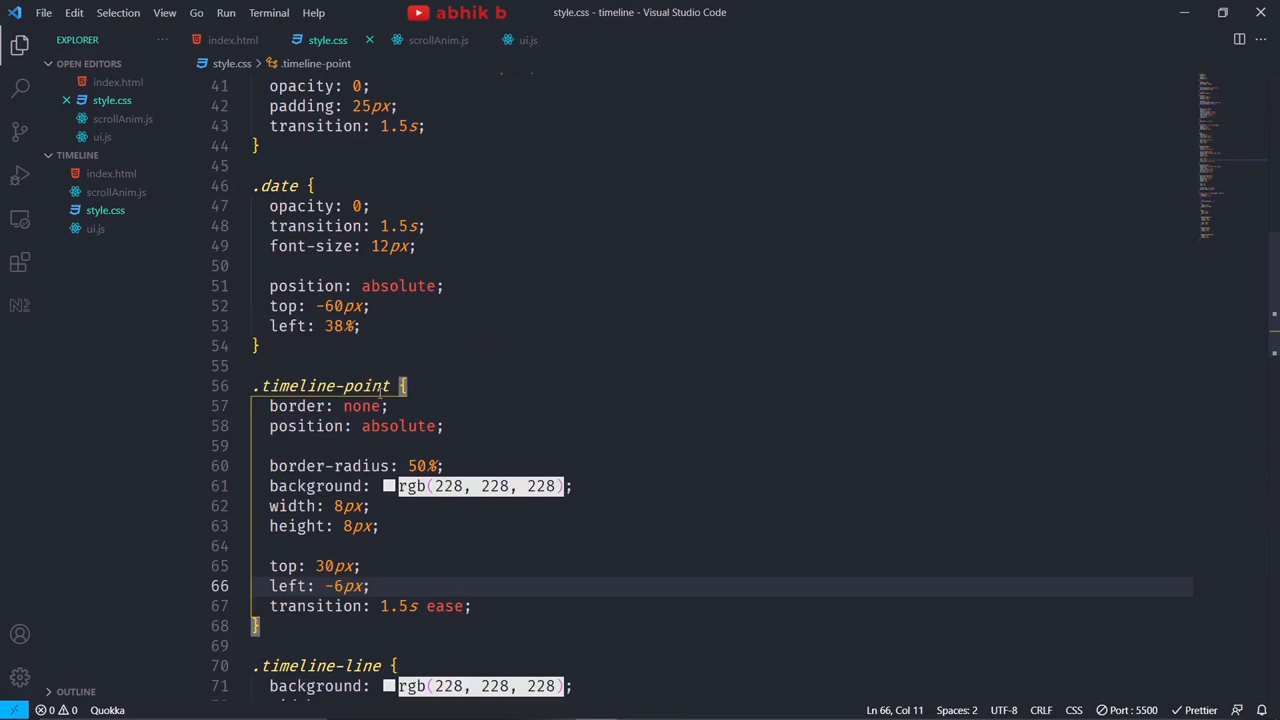 File Edit Selection View Go Run Terminal Help
abhik b
style.css - timeline - Visual Studio Code
EXPLORER
index.html
style.css
scrollAnim.js
ui.js
OPEN EDITORS
index.html
style.css
scrollAnim.js
ui.js
TIMELINE
index.html
scrollAnim.js
style.css
ui.js
OUTLINE
style.css > .timeline-point
41 opacity: 0;
42 padding: 25px;
43 transition: 1.5s;
44 }
45
46 .date {
47 opacity: 0;
48 transition: 1.5s;
49 font-size: 12px;
50
51 position: absolute;
52 top: -60px;
53 left: 38%;
54 }
55
56 .timeline-point {
57 border: none;
58 position: absolute;
59
60 border-radius: 50%;
61 background: rgb(228, 228, 228);
62 width: 8px;
63 height: 8px;
64
65 top: 30px;
66 left: -6px;
67 transition: 1.5s ease;
68 }
69
70 .timeline-line {
71 background: rgb(228, 228, 228);
0 0 Quokka
Ln 66, Col 11 Spaces: 2 UTF-8 CRLF CSS Port : 5500 Prettier